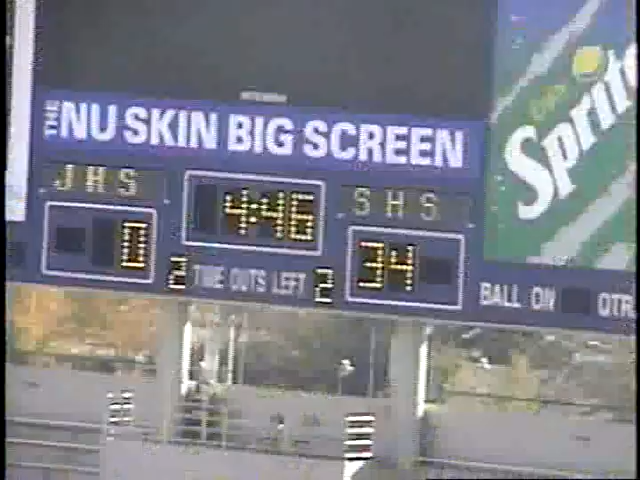 THE NU SKIN BIG SCREEN
JHS 4:46 SHS
0 34
2 TIME OUTS LEFT 2
BALL ON QTR
Sprite